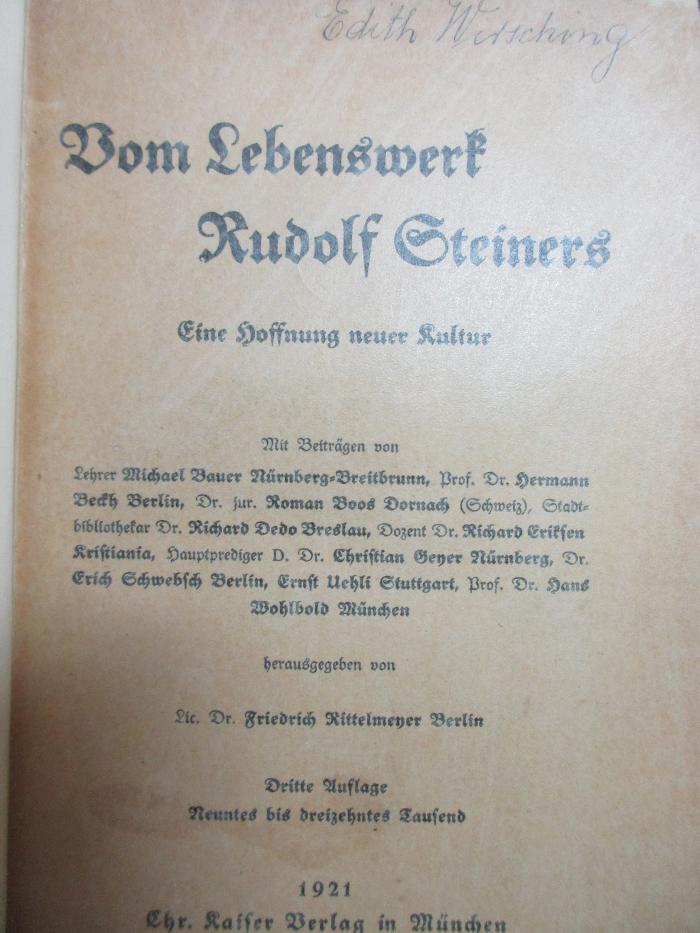 Edith Wirsching
Vom Lebenswerk
Rudolf Steiners
Eine Hoffnung neuer Kultur
Mit Beiträgen von
Lehrer Michael Bauer Nürnberg-Breitbrunn, Prof. Dr. Hermann
Beckh Berlin, Dr. jur. Roman Boos Dornach (Schweiz), Stadt-
bibliothekar Dr. Richard Dedo Breslau, Dozent Dr. Richard Eriksen
Kristiania, Hauptprediger D. Dr. Christian Geyer Nürnberg, Dr.
Erich Schwebsch Berlin, Ernst Uehli Stuttgart, Prof. Dr. Hans
Wohlbold München
herausgegeben von
Lic. Dr. Friedrich Rittelmeyer Berlin
Dritte Auflage
Neuntes bis dreizehntes Tausend
1921
Chr. Kaiser Verlag in München